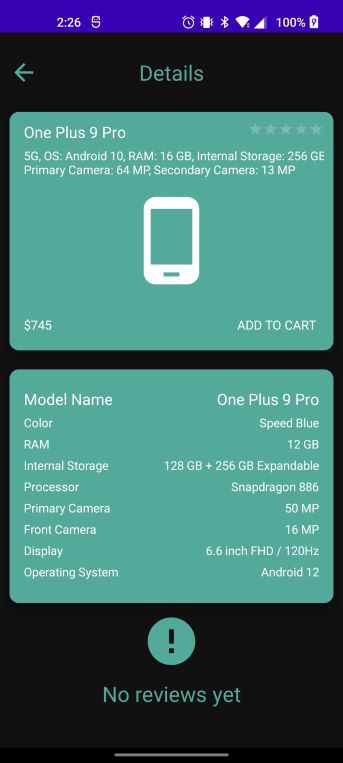 2:26
100%
Details
One Plus 9 Pro
5G, OS: Android 10, RAM: 16 GB, Internal Storage: 256 GB
Primary Camera: 64 MP, Secondary Camera: 13 MP
$745 ADD TO CART
Model Name One Plus 9 Pro
Color Speed Blue
RAM 12 GB
Internal Storage 128 GB + 256 GB Expandable
Processor Snapdragon 886
Primary Camera 50 MP
Front Camera 16 MP
Display 6.6 inch FHD / 120Hz
Operating System Android 12
!
No reviews yet